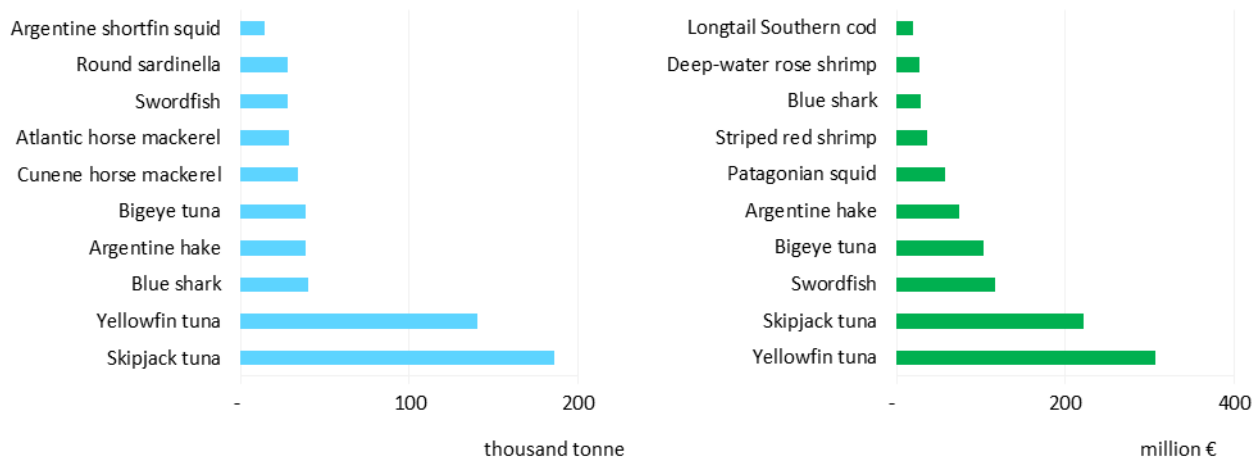 Argentine shortfin squid
Round sardinella
Swordfish
Atlantic horse mackerel
Cunene horse mackerel
Bigeye tuna
Argentine hake
Blue shark
Yellowfin tuna
Skipjack tuna
- 100 200
thousand tonne
Longtail Southern cod
Deep-water rose shrimp
Blue shark
Striped red shrimp
Patagonian squid
Argentine hake
Bigeye tuna
Swordfish
Skipjack tuna
Yellowfin tuna
- 200 400
million €